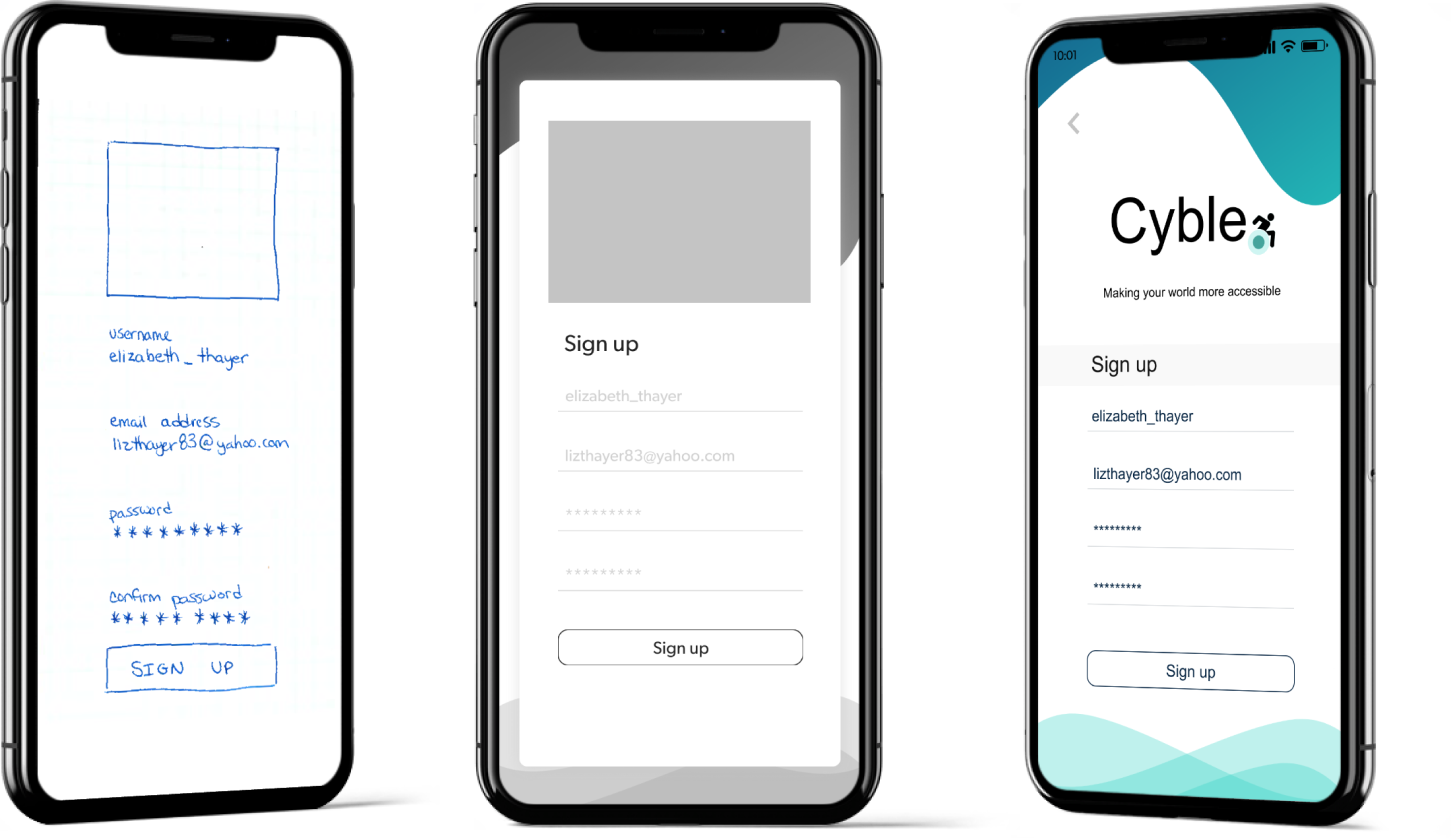 username
elizabeth_thayer
email address
lizthayer83@yahoo.com
password
*********
confirm password
*********
SIGN UP
Sign up
elizabeth_thayer
lizthayer83@yahoo.com
*********
*********
Sign up
10:01
Cyble
Making your world more accessible
Sign up
elizabeth_thayer
lizthayer83@yahoo.com
*********
*********
Sign up